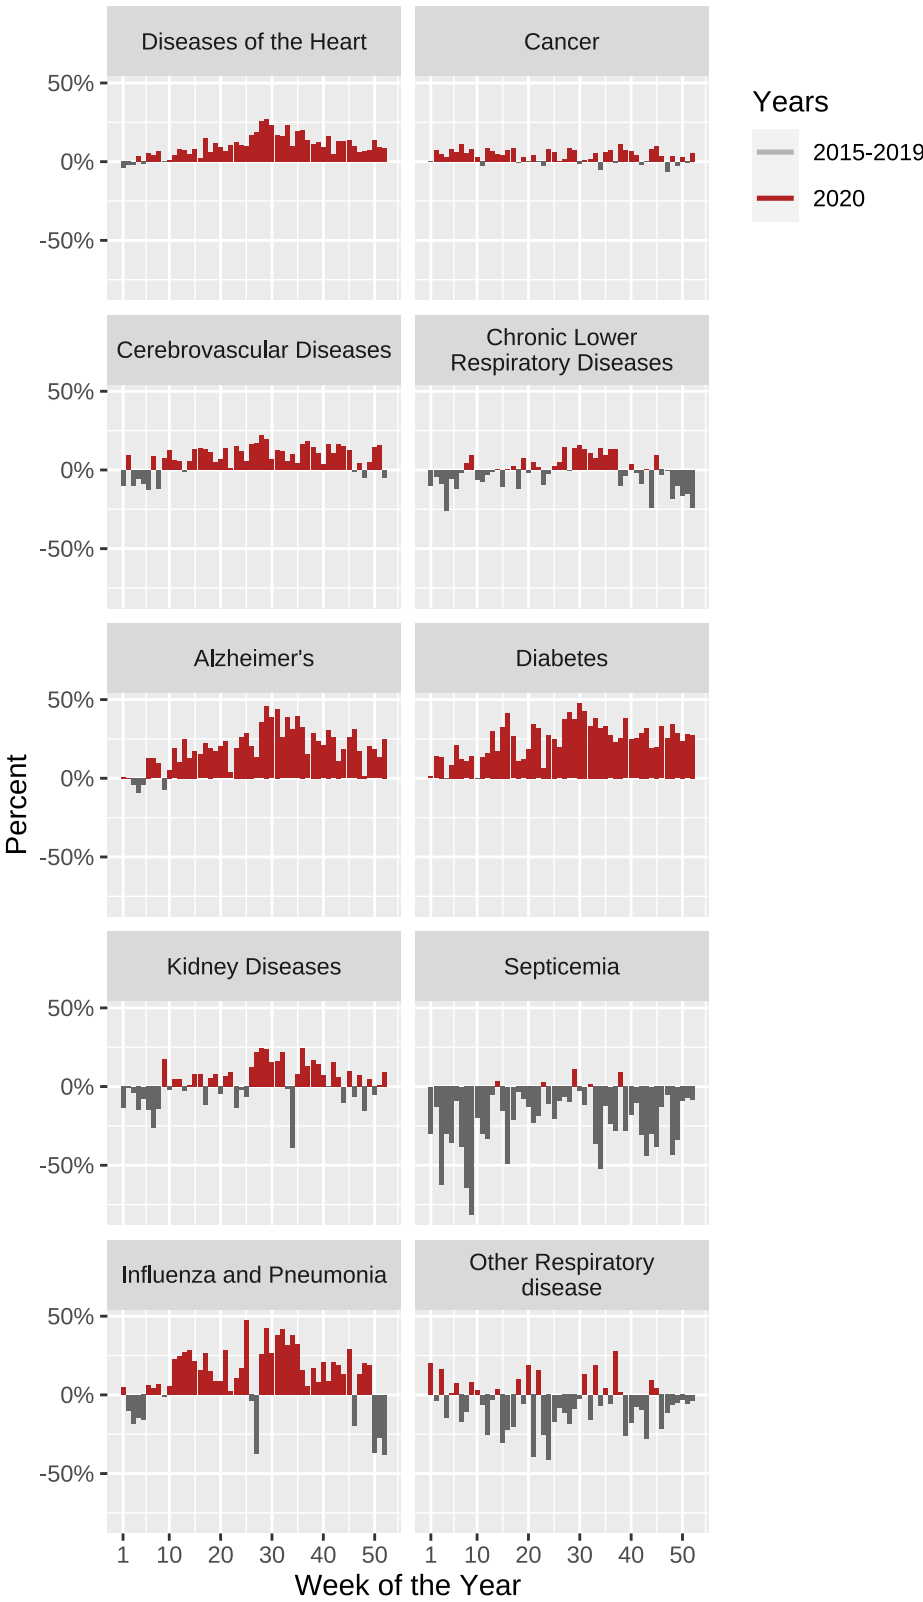 Diseases of the Heart
Cancer
50%
0%
-50%
Years
2015-2019
2020
Cerebrovascular Diseases
Chronic Lower
Respiratory Diseases
50%
0%
-50%
Alzheimer's
Diabetes
50%
0%
-50%
Percent
Kidney Diseases
Septicemia
50%
0%
-50%
Influenza and Pneumonia
Other Respiratory
disease
50%
0%
-50%
1 10 20 30 40 50
1 10 20 30 40 50
Week of the Year